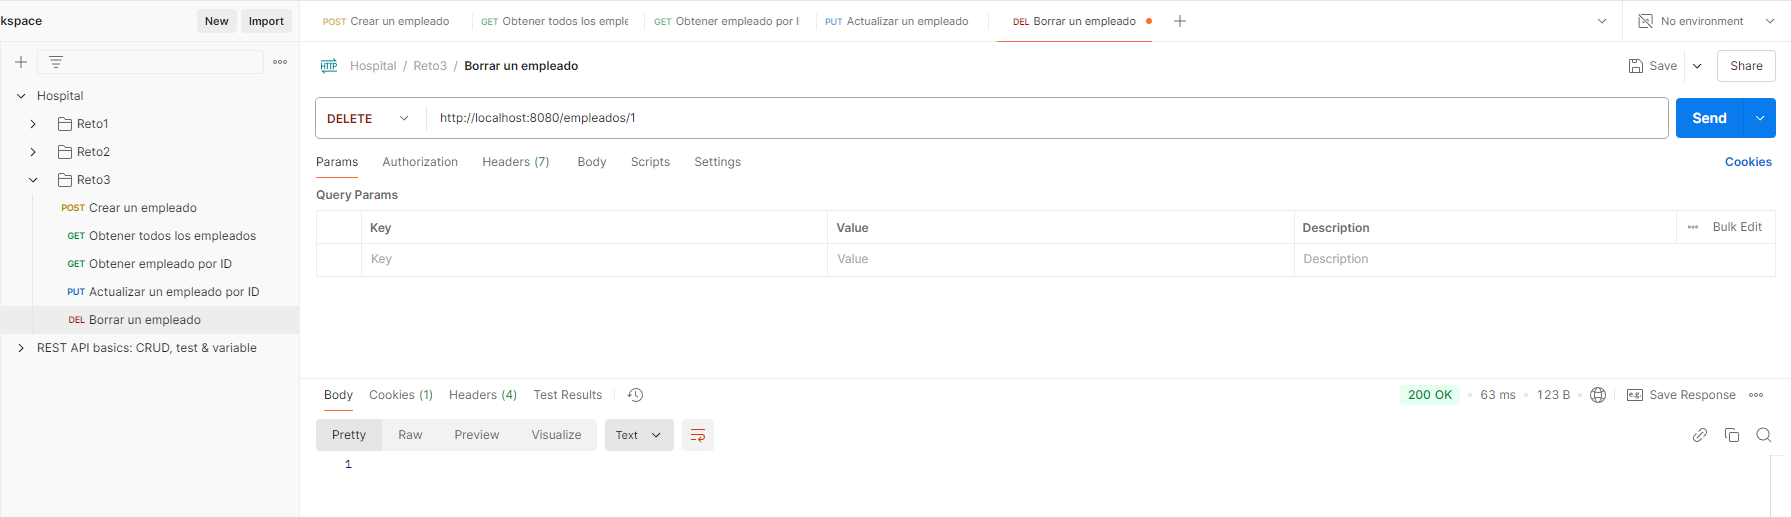 kspace New Import
POST Crear un empleado GET Obtener todos los emple GET Obtener empleado por I PUT Actualizar un empleado DEL Borrar un empleado No environment
HTTP Hospital / Reto3 / Borrar un empleado Save Share
Hospital
Reto1
Reto2
Reto3
POST Crear un empleado
GET Obtener todos los empleados
GET Obtener empleado por ID
PUT Actualizar un empleado por ID
DEL Borrar un empleado
REST API basics: CRUD, test & variable
DELETE http://localhost:8080/empleados/1 Send
Params Authorization Headers (7) Body Scripts Settings Cookies
Query Params
Key Value Description Bulk Edit
Key Value Description
Body Cookies (1) Headers (4) Test Results 200 OK 63 ms 123 B e.g. Save Response
Pretty Raw Preview Visualize Text
1